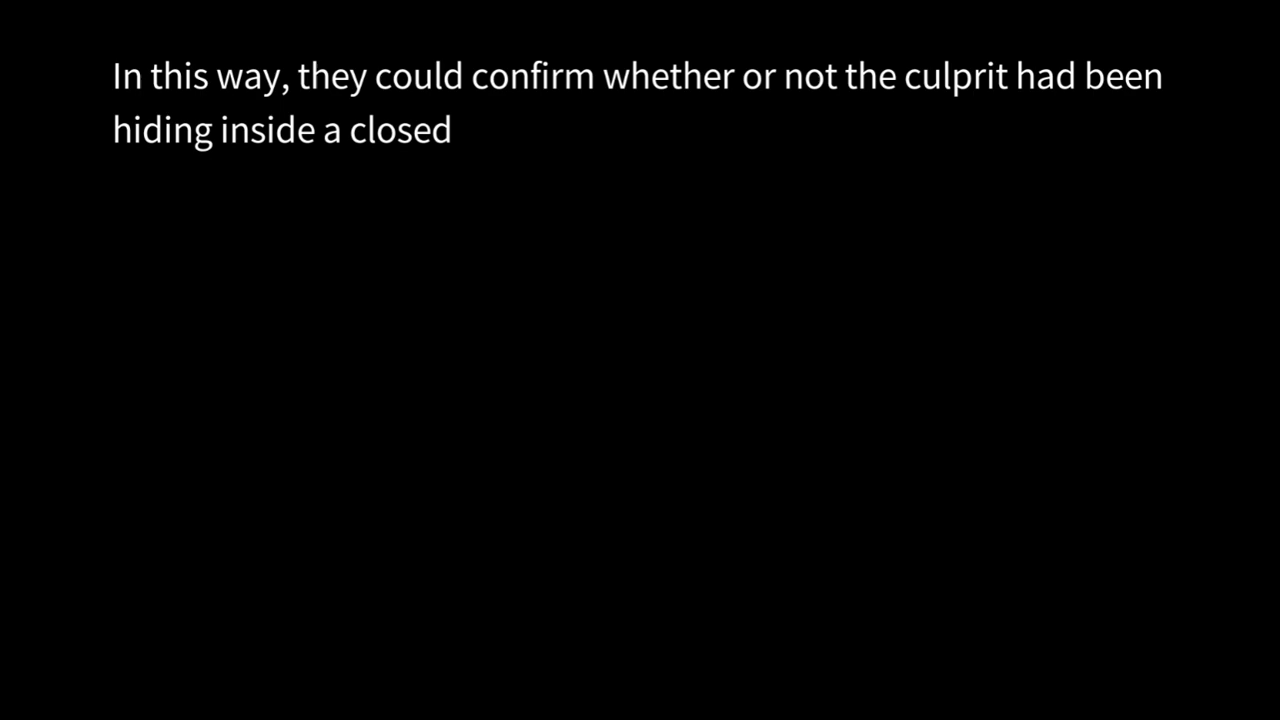 In this way, they could confirm whether or not the culprit had been
hiding inside a closed